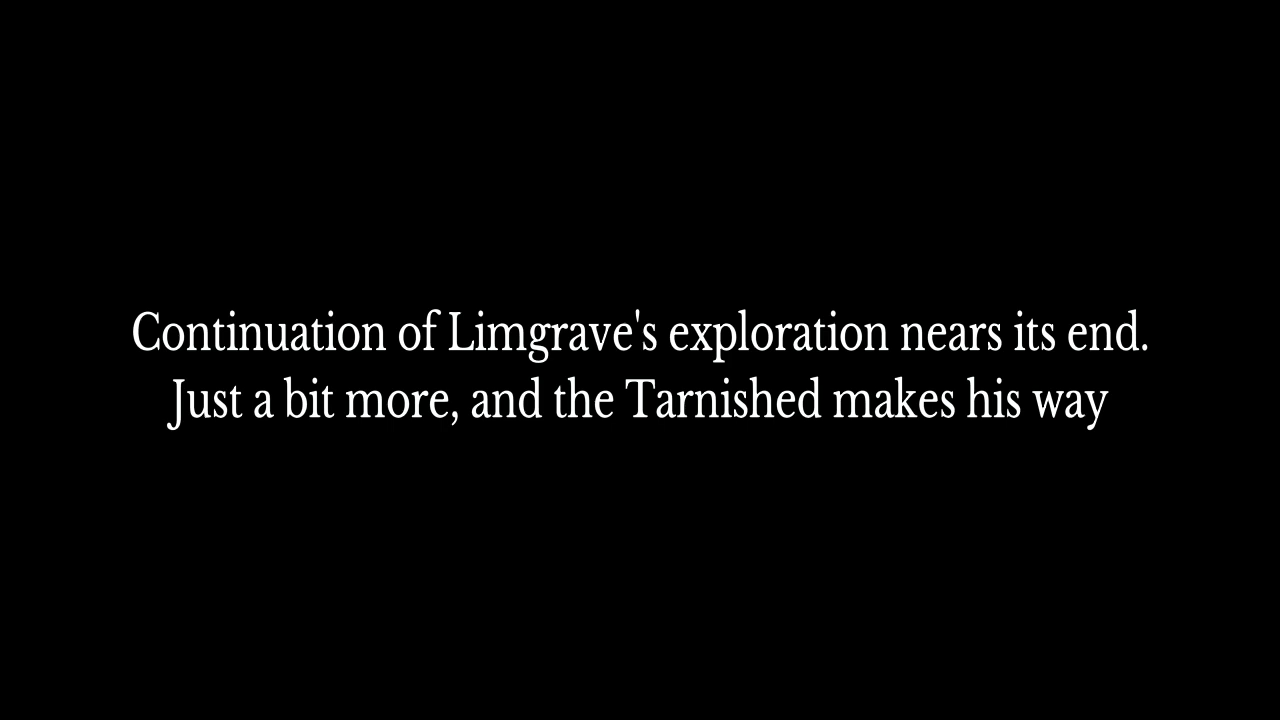 Continuation of Limgrave's exploration nears its end.
Just a bit more, and the Tarnished makes his way